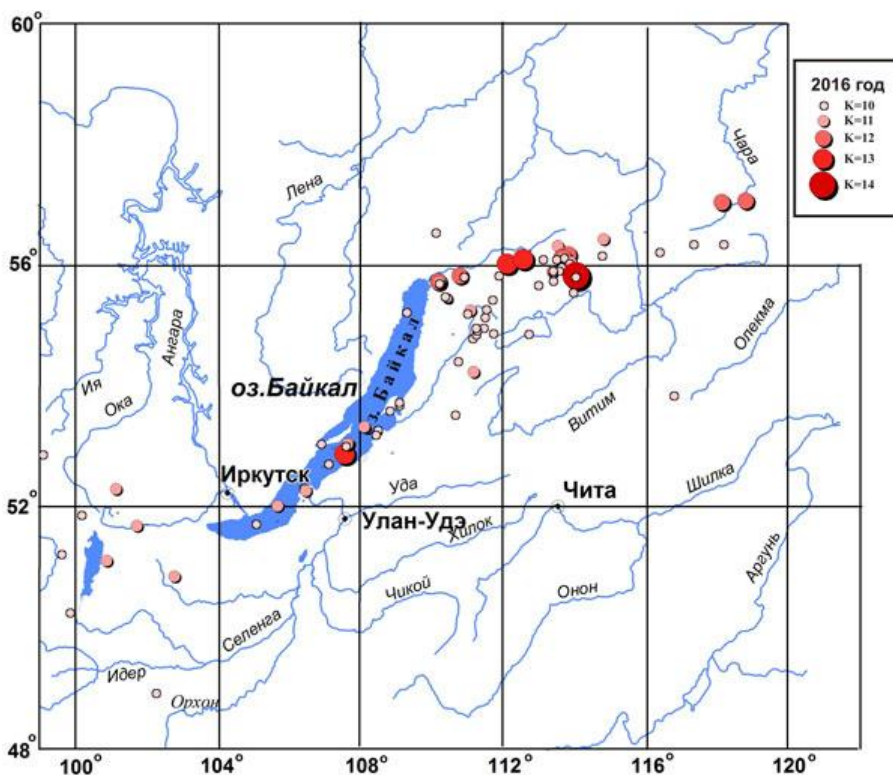 60°
2016 год
K=10
K=11
K=12
K=13
K=14
Чара
Лена
56°
Ангара
Олекма
Ия
Ока
оз.Байкал
з. Байкал
Витим
Иркутск
Уда
Чита
Шилка
52°
Улан-Удэ
Хилок
Аргунь
Чикой
Онон
Селенга
Идер
Орхон
48°
100°
104°
108°
112°
116°
120°